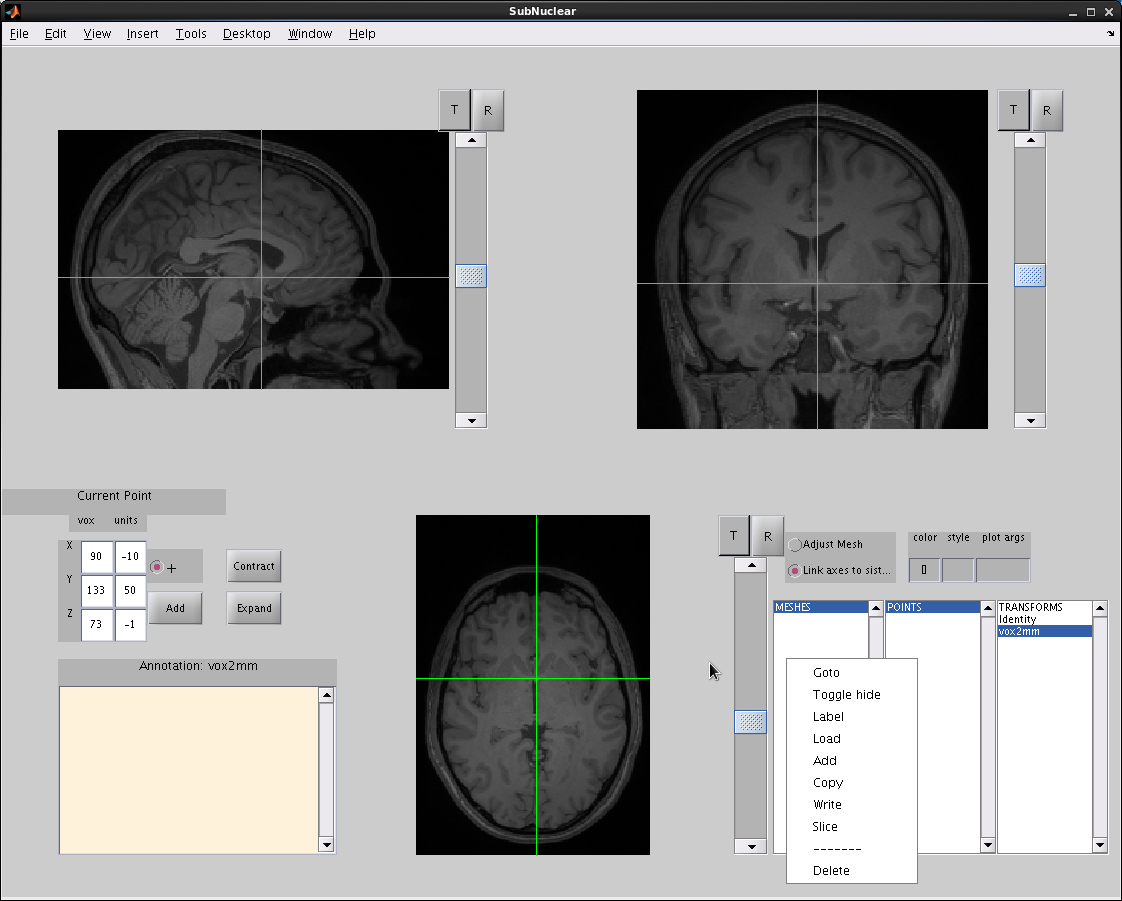 SubNuclear
File Edit View Insert Tools Desktop Window Help
T R
T R
Current Point
vox units
X 90 -10
Y 133 50
Z 73 -1
+
Add
Contract
Expand
Annotation: vox2mm
T R
Adjust Mesh
Link axes to sist...
color style plot args
0
MESHES
POINTS
TRANSFORMS
Identity
vox2mm
Goto
Toggle hide
Label
Load
Add
Copy
Write
Slice
-------
Delete